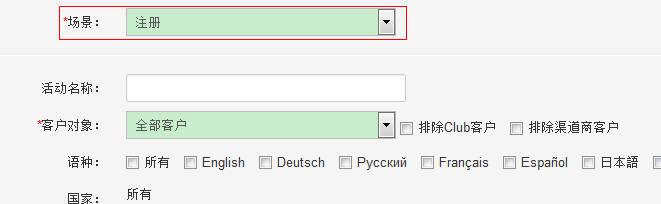 *场景： 注册
活动名称：
*客户对象： 全部客户 排除Club客户 排除渠道商客户
语种： 所有 English Deutsch Русский Français Español 日本語
国家： 所有